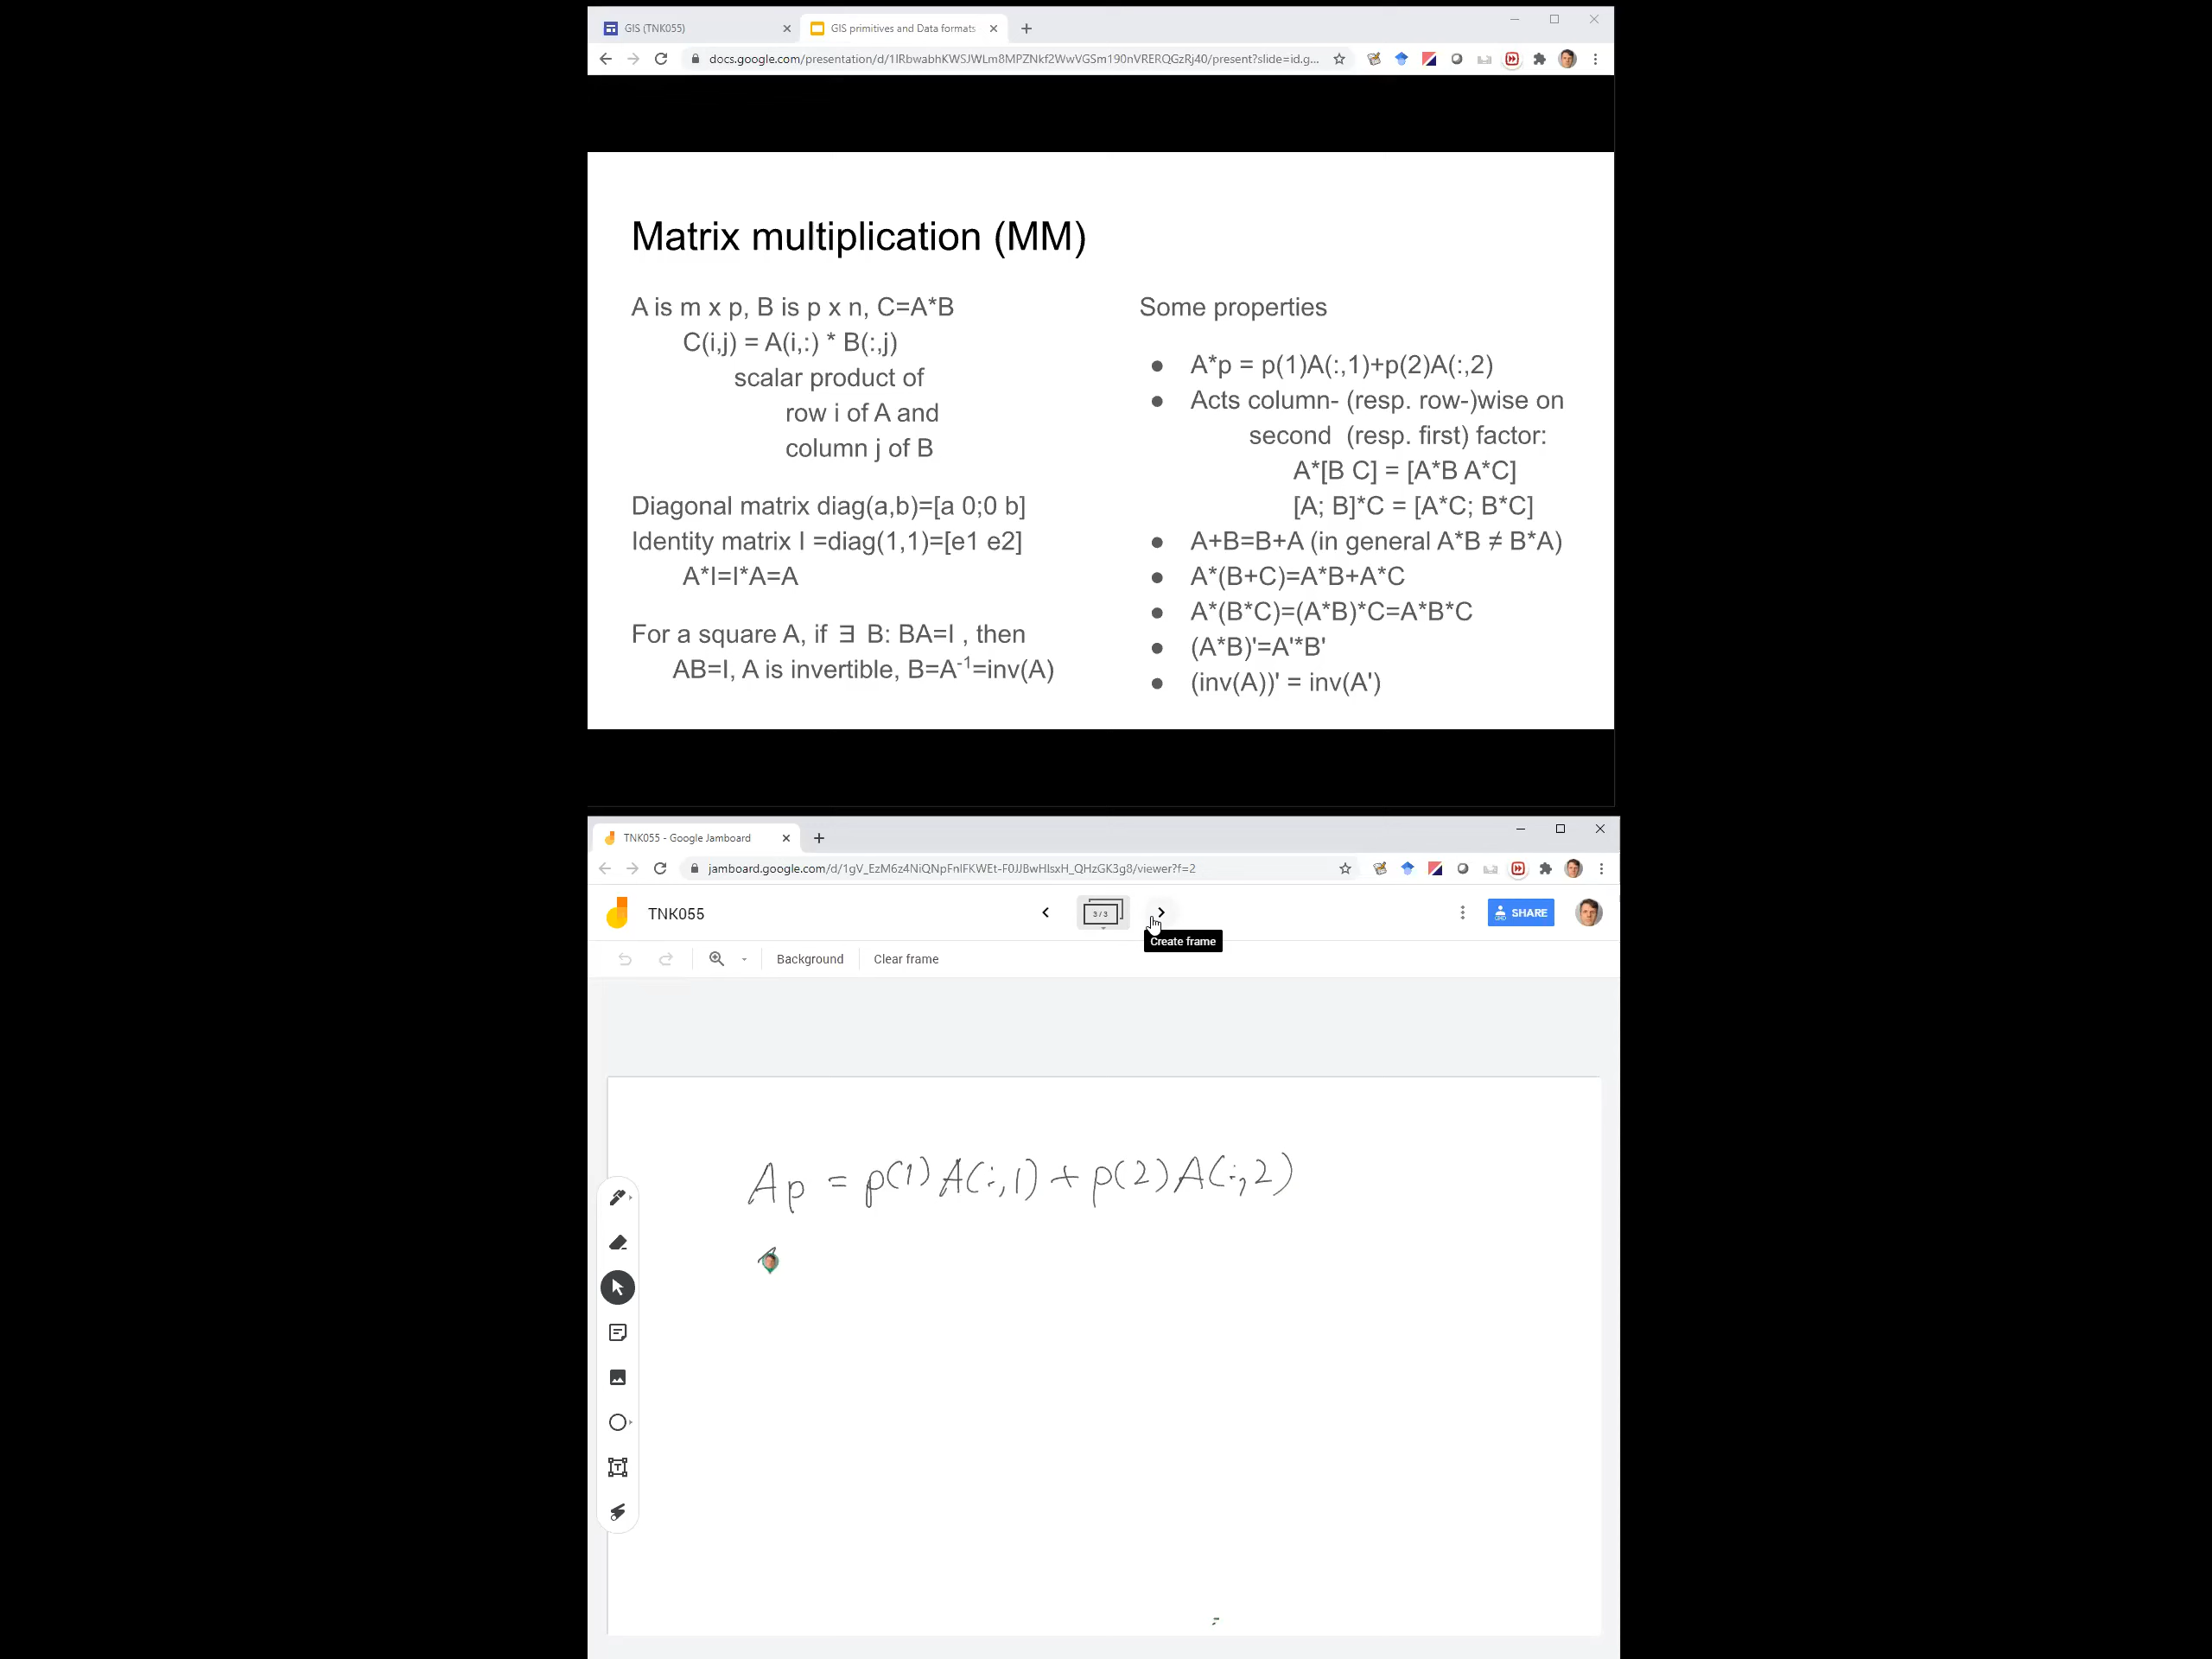 GIS (TNK055)
GIS primitives and Data formats
docs.google.com/presentation/d/1IRbwabhKWSJWLm8MPZNkf2WwVGSm190nVRERQGzRj40/present?slide=id.g...
Matrix multiplication (MM)
A is m x p, B is p x n, C=A*B
C(i,j) = A(i,:) * B(:,j)
scalar product of
row i of A and
column j of B
Diagonal matrix diag(a,b)=[a 0;0 b]
Identity matrix I =diag(1,1)=[e1 e2]
A*I=I*A=A
For a square A, if ∃ B: BA=I , then
AB=I, A is invertible, B=A⁻¹=inv(A)
Some properties
● A*p = p(1)A(:,1)+p(2)A(:,2)
● Acts column- (resp. row-)wise on
second (resp. first) factor:
A*[B C] = [A*B A*C]
[A; B]*C = [A*C; B*C]
● A+B=B+A (in general A*B ≠ B*A)
● A*(B+C)=A*B+A*C
● A*(B*C)=(A*B)*C=A*B*C
● (A*B)'=A'*B'
● (inv(A))' = inv(A')
TNK055 - Google Jamboard
jamboard.google.com/d/1gV_EzM6z4NiQNpFnIFKWEt-F0JJBwHlsxH_QHzGK3g8/viewer?f=2
TNK055
3 / 3
SHARE
Create frame
Background
Clear frame
Ap = p(1)A(:,1)+p(2)A(:,2)